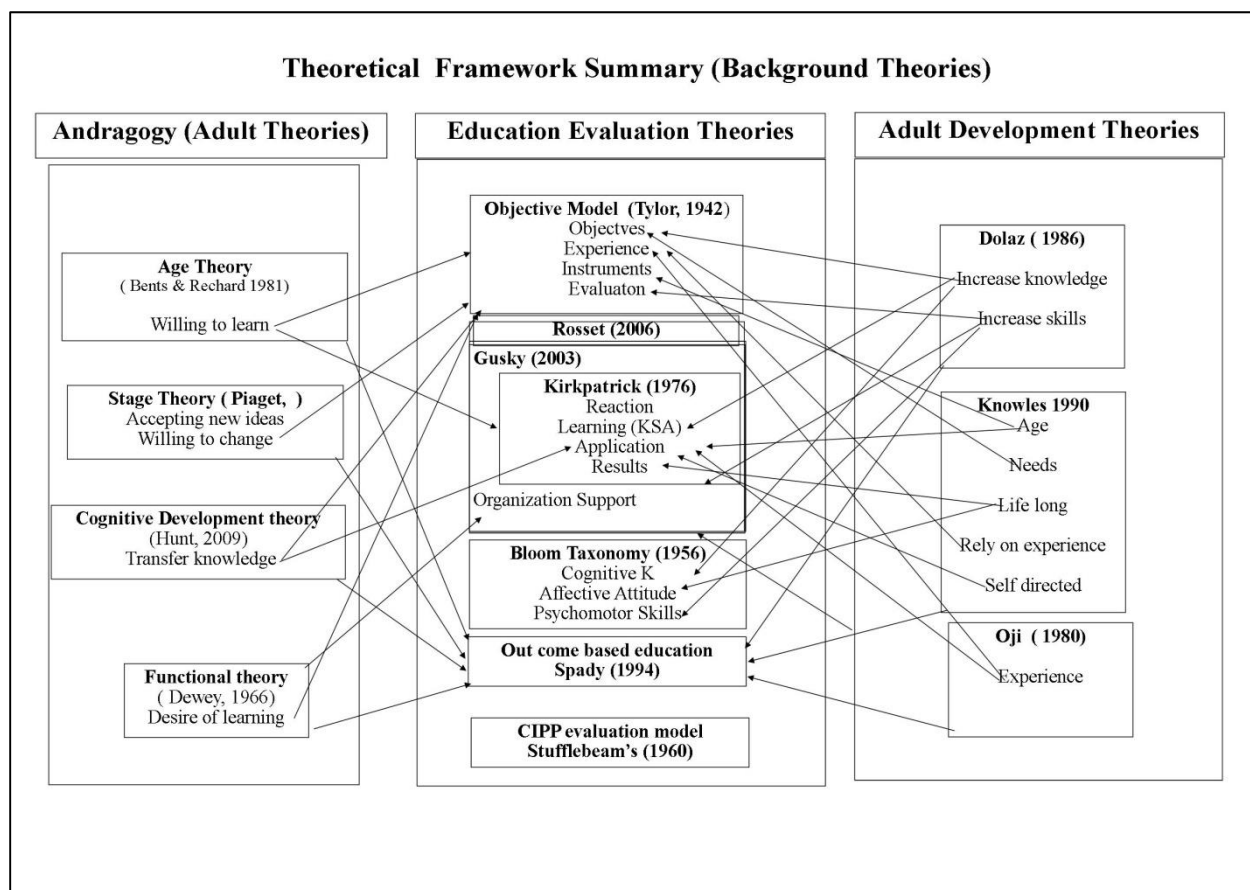 Theoretical Framework Summary (Background Theories)
Andragogy (Adult Theories)
Age Theory
( Bents & Rechard 1981)
Willing to learn
Stage Theory ( Piaget, )
Accepting new ideas
Willing to change
Cognitive Development theory
(Hunt, 2009)
Transfer knowledge
Functional theory
( Dewey, 1966)
Desire of learning
Education Evaluation Theories
Objective Model (Tylor, 1942)
Objectves
Experience
Instruments
Evaluaton
Rosset (2006)
Gusky (2003)
Kirkpatrick (1976)
Reaction
Learning (KSA)
Application
Results
Organization Support
Bloom Taxonomy (1956)
Cognitive K
Affective Attitude
Psychomotor Skills
Out come based education
Spady (1994)
CIPP evaluation model
Stufflebeam's (1960)
Adult Development Theories
Dolaz ( 1986)
Increase knowledge
Increase skills
Knowles 1990
Age
Needs
Life long
Rely on experience
Self directed
Oji ( 1980)
Experience